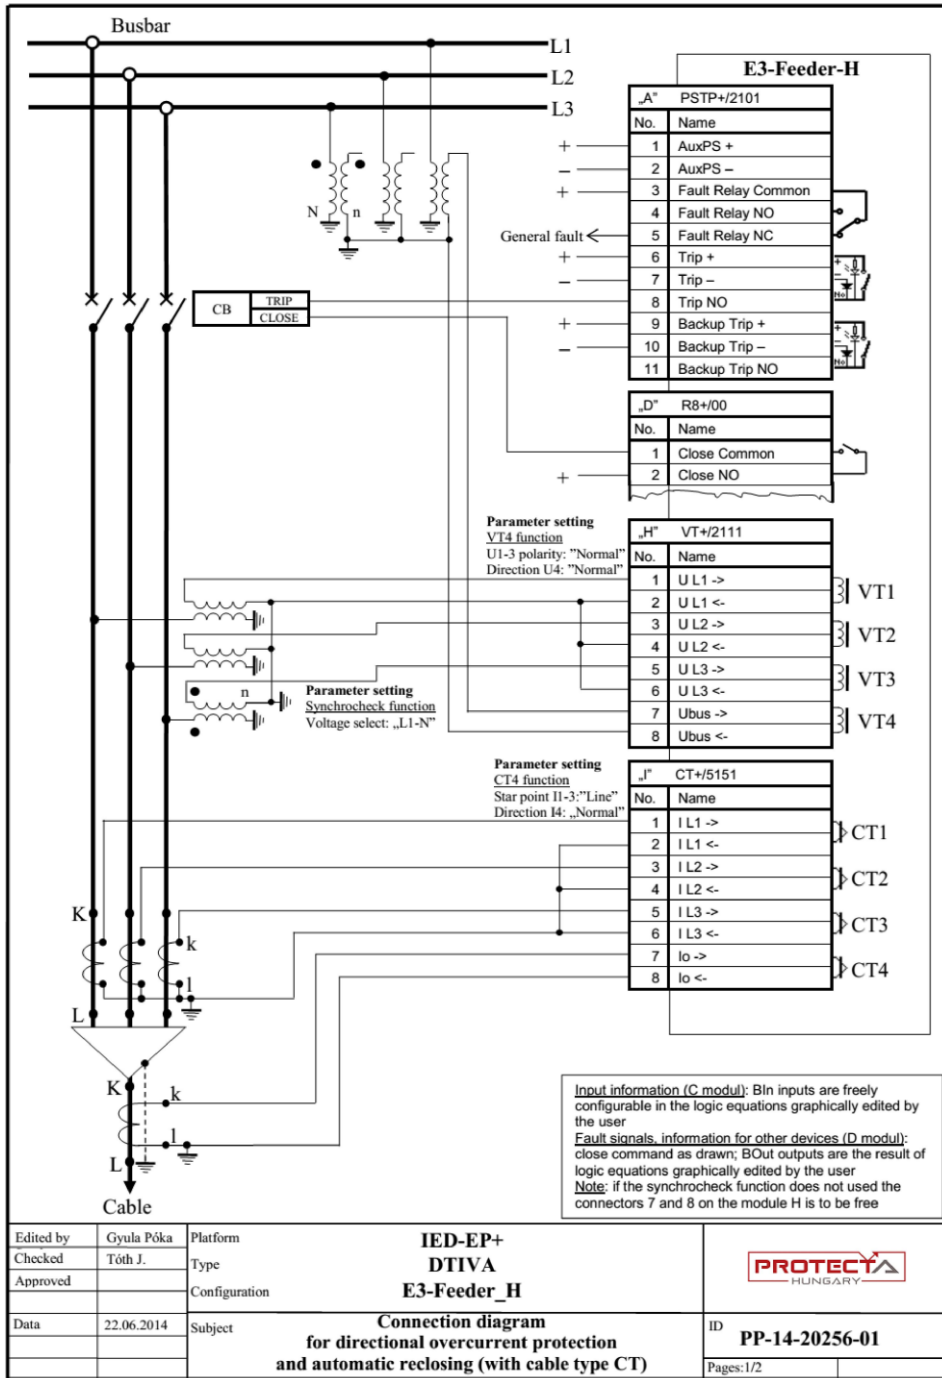 Busbar
L1
L2
L3
E3-Feeder-H
„A" PSTP+/2101
No. Name
+ 1 AuxPS +
– 2 AuxPS –
+ 3 Fault Relay Common
4 Fault Relay NO
General fault 5 Fault Relay NC
+ 6 Trip +
– 7 Trip –
8 Trip NO
+ 9 Backup Trip +
– 10 Backup Trip –
11 Backup Trip NO
N n
CB TRIP
CLOSE
„D" R8+/00
No. Name
1 Close Common
+ 2 Close NO
Parameter setting
VT4 function
U1-3 polarity: "Normal"
Direction U4: "Normal"
„H" VT+/2111
No. Name
1 U L1 ->
2 U L1 <-
3 U L2 ->
4 U L2 <-
5 U L3 ->
6 U L3 <-
7 Ubus ->
8 Ubus <-
VT1
VT2
VT3
VT4
n
Parameter setting
Synchrocheck function
Voltage select: „L1-N"
Parameter setting
CT4 function
Star point I1-3:"Line"
Direction I4: „Normal"
„I" CT+/5151
No. Name
1 I L1 ->
2 I L1 <-
3 I L2 ->
4 I L2 <-
5 I L3 ->
6 I L3 <-
7 Io ->
8 Io <-
CT1
CT2
CT3
CT4
K
k
l
L
K
k
l
L
Cable
Input information (C modul): BIn inputs are freely
configurable in the logic equations graphically edited by
the user
Fault signals, information for other devices (D modul):
close command as drawn; BOut outputs are the result of
logic equations graphically edited by the user
Note: if the synchrocheck function does not used the
connectors 7 and 8 on the module H is to be free
Edited by Gyula Póka
Checked Tóth J.
Approved
Data 22.06.2014
Platform IED-EP+
Type DTIVA
Configuration E3-Feeder_H
Subject Connection diagram
for directional overcurrent protection
and automatic reclosing (with cable type CT)
PROTECTA
HUNGARY
ID PP-14-20256-01
Pages:1/2